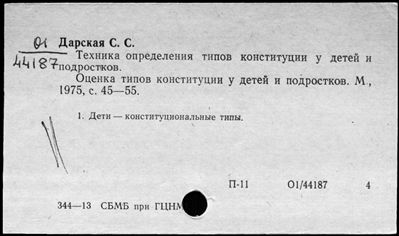 01 Дарская С. С.
44187 Техника определения типов конституции у детей и
подростков.
Оценка типов конституции у детей и подростков. М.,
1975, с. 45—55.
1. Дети — конституциональные типы.
П-11 01/44187 4
344—13 СБМБ при ГЦНМ